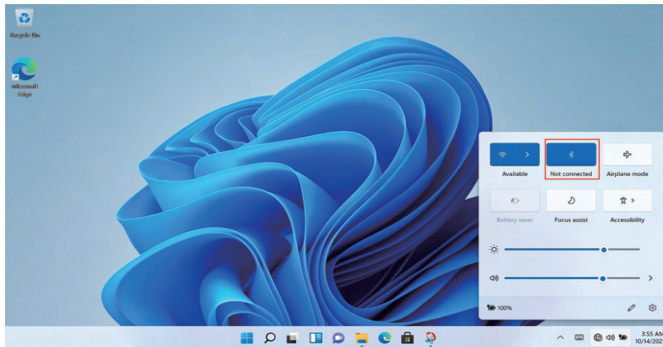 Recycle Bin
Microsoft
Edge
Available
Not connected
Airplane mode
Battery saver
Focus assist
Accessibility
100%
3:55 AM